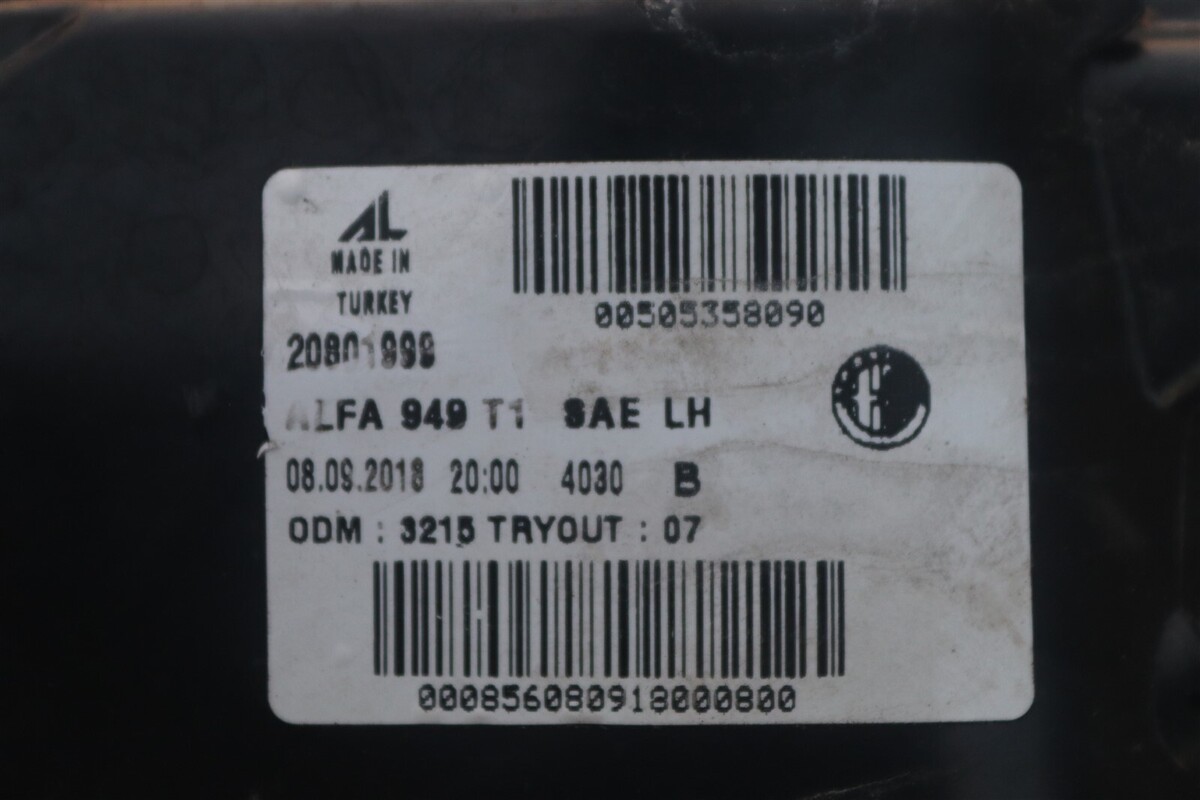 AL
MADE IN
TURKEY
00505358090
20801999
ALFA 949 T1 SAE LH
08.09.2018 20:00 4030 B
ODM : 3215 TRYOUT : 07
000856080918000800